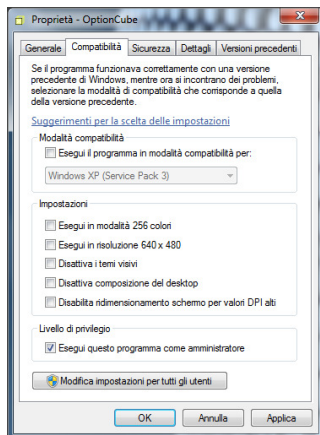 Proprietà - OptionCube
Generale Compatibilità Sicurezza Dettagli Versioni precedenti
Se il programma funzionava correttamente con una versione
precedente di Windows, mentre ora si incontrano dei problemi,
selezionare la modalità di compatibilità che corrisponde a quella
della versione precedente.
Suggerimenti per la scelta delle impostazioni
Modalità compatibilità
Esegui il programma in modalità compatibilità per:
Windows XP (Service Pack 3)
Impostazioni
Esegui in modalità 256 colori
Esegui in risoluzione 640 x 480
Disattiva i temi visivi
Disattiva composizione del desktop
Disabilita ridimensionamento schermo per valori DPI alti
Livello di privilegio
Esegui questo programma come amministratore
Modifica impostazioni per tutti gli utenti
OK Annulla Applica